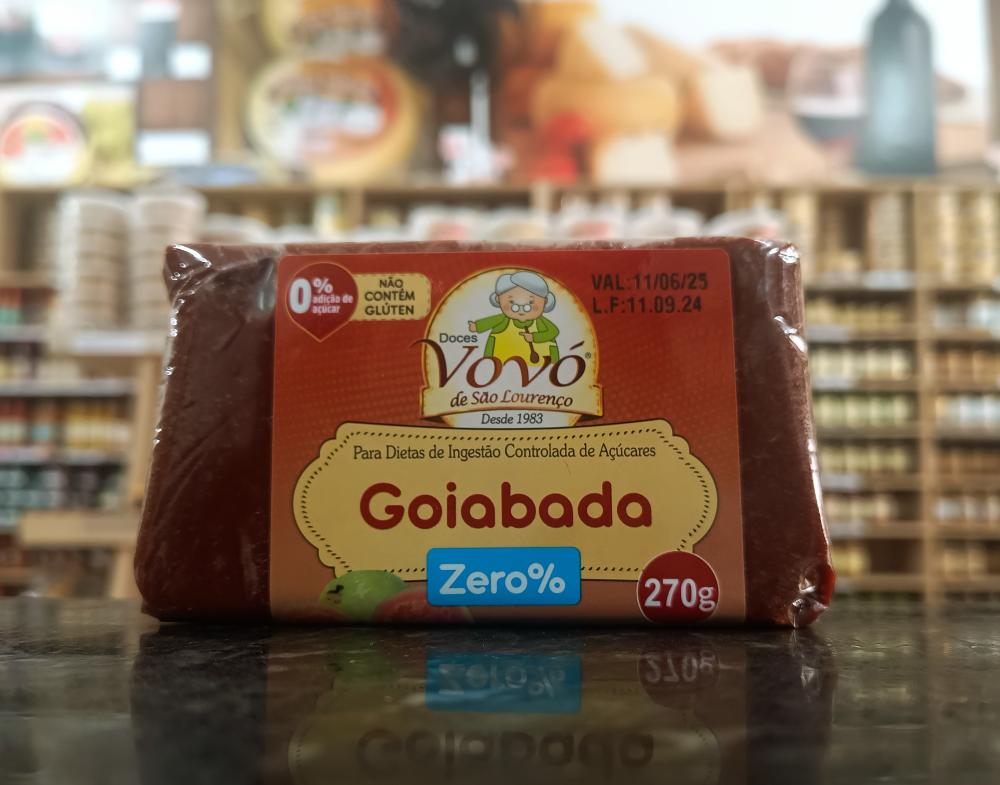 0%
adição de
açúcar
NÃO
CONTÉM
GLÚTEN
VAL:11/06/25
L.F:11.09.24
Doces
Vovó®
de São Lourenço
Desde 1983
Para Dietas de Ingestão Controlada de Açúcares
Goiabada
Zero%
270g